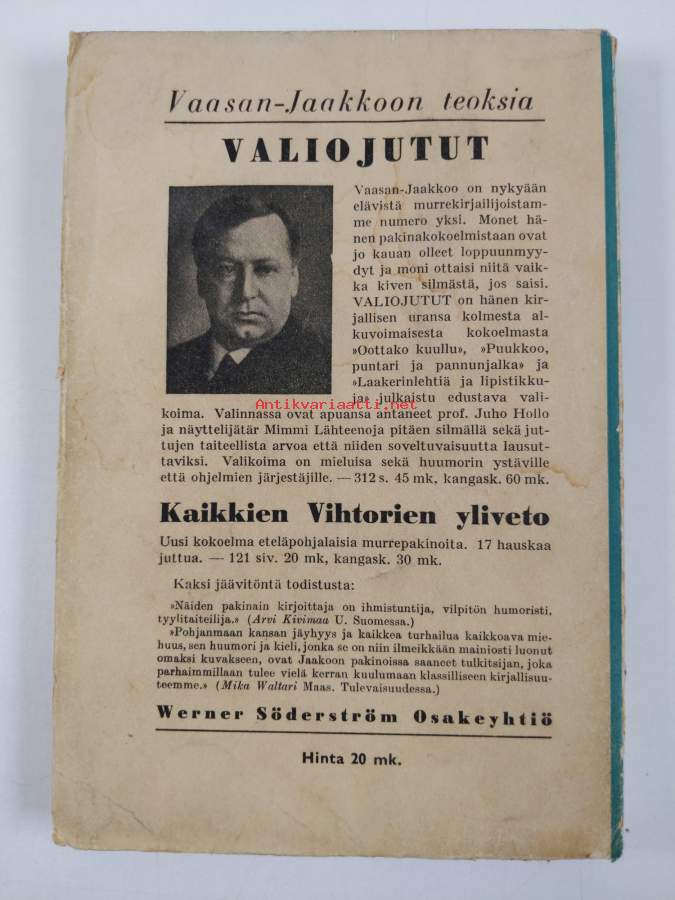 Vaasan-Jaakkoon teoksia
VALIOJUTUT
Vaasan-Jaakkoo on nykyään
elävistä murrekirjailijoistam-
me numero yksi. Monet hä-
nen pakinakokoelmistaan ovat
jo kauan olleet loppuunmyy-
dyt ja moni ottaisi niitä vaik-
ka kiven silmästä, jos saisi.
VALIOJUTUT on hänen kir-
jallisen uransa kolmesta al-
kuvoimaisesta kokoelmasta
»Oottako kuullu», »Puukkoo,
puntari ja pannunjalka» ja
»Laakerinlehtiä ja lipistikku-
ja» julkaistu edustava vali-
Antikvariaatti.net
koima. Valinnassa ovat apuansa antaneet prof. Juho Hollo
ja näyttelijätär Mimmi Lähteenoja pitäen silmällä sekä jut-
tujen taiteellista arvoa että niiden soveltuvaisuutta lausut-
taviksi. Valikoima on mieluisa sekä huumorin ystäville
että ohjelmien järjestäjille. — 312 s. 45 mk, kangask. 60 mk.
Kaikkien Vihtorien yliveto
Uusi kokoelma eteläpohjalaisia murrepakinoita. 17 hauskaa
juttua. — 121 siv. 20 mk, kangask. 30 mk.
Kaksi jäävitöntä todistusta:
»Näiden pakinain kirjoittaja on ihmistuntija, vilpitön humoristi,
tyylitaiteilija.» (Arvi Kivimaa U. Suomessa.)
»Pohjanmaan kansan jäyhyys ja kaikkea turhailua kaikkoava mie-
huus, sen huumori ja kieli, jonka se on niin ilmeikkään mainiosti luonut
omaksi kuvakseen, ovat Jaakoon pakinoissa saaneet tulkitsijan, joka
parhaimmillaan tulee vielä kerran kuulumaan klassilliseen kirjallisuu-
teemme.» (Mika Waltari Maas. Tulevaisuudessa.)
Werner Söderström Osakeyhtiö
Hinta 20 mk.